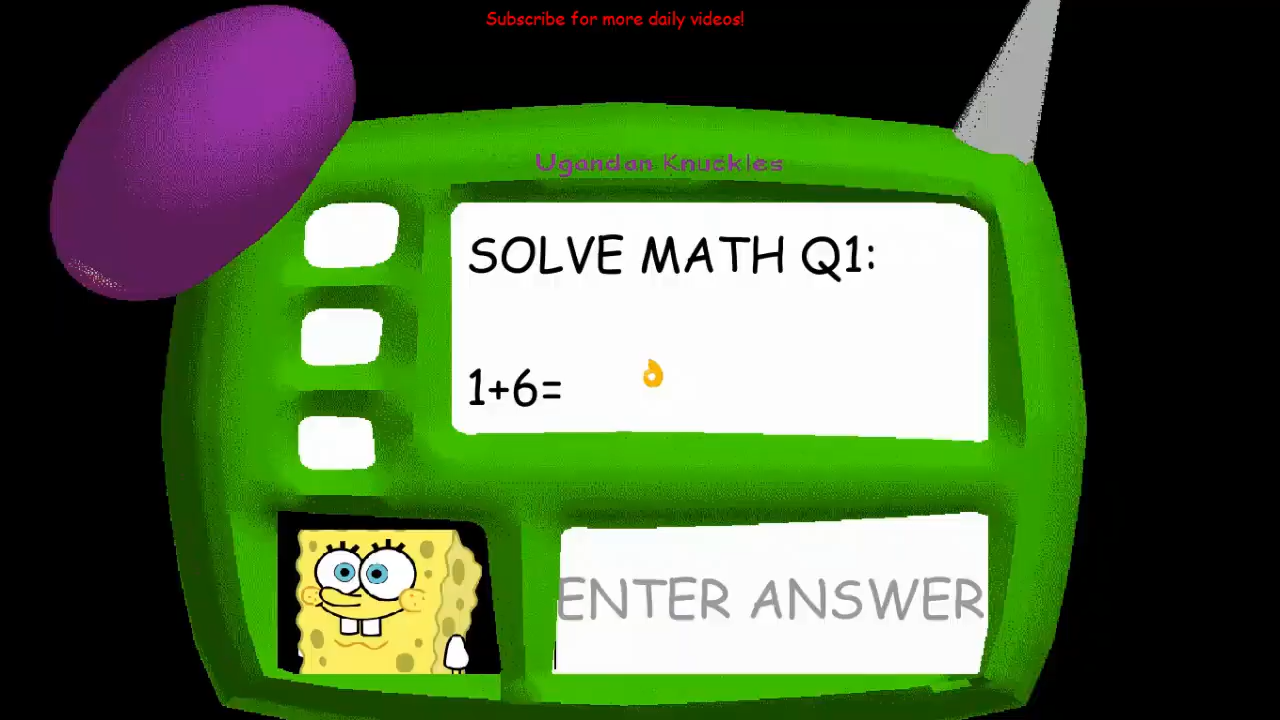 Subscribe for more daily videos!
Ugandan Knuckles
SOLVE MATH Q1:
1+6=
ENTER ANSWER